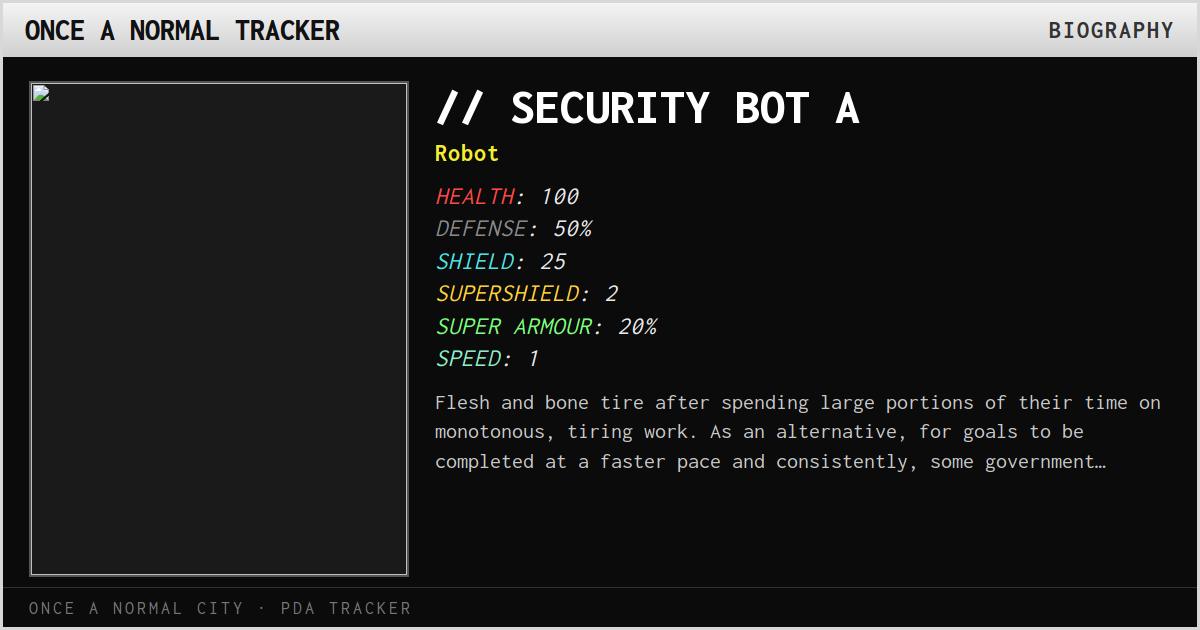 ONCE A NORMAL TRACKER
BIOGRAPHY
// SECURITY BOT A
Robot
HEALTH: 100
DEFENSE: 50%
SHIELD: 25
SUPERSHIELD: 2
SUPER ARMOUR: 20%
SPEED: 1
Flesh and bone tire after spending large portions of their time on
monotonous, tiring work. As an alternative, for goals to be
completed at a faster pace and consistently, some government…
ONCE A NORMAL CITY · PDA TRACKER